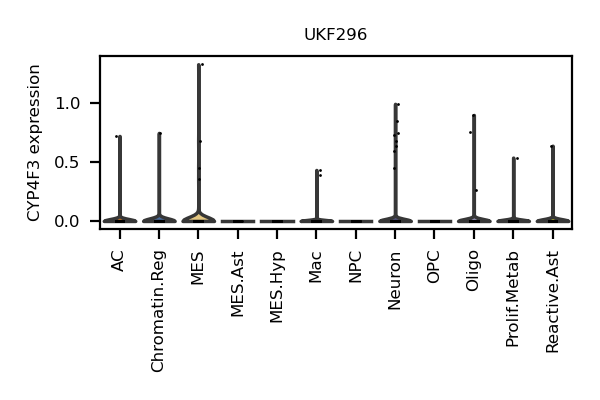 UKF296
CYP4F3 expression
1.0
0.5
0.0
AC
Chromatin.Reg
MES
MES.Ast
MES.Hyp
Mac
NPC
Neuron
OPC
Oligo
Prolif.Metab
Reactive.Ast